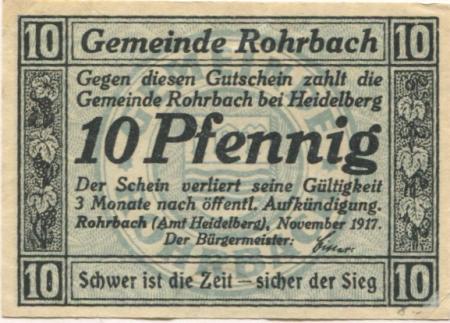 10 Gemeinde Rohrbach 10
Gegen diesen Gutschein zahlt die
Gemeinde Rohrbach bei Heidelberg
10 Pfennig
Der Schein verliert seine Gültigkeit
3 Monate nach öffentl. Aufkündigung.
Rohrbach (Amt Heidelberg), November 1917.
Der Bürgermeister:
10 Schwer ist die Zeit – sicher der Sieg 10